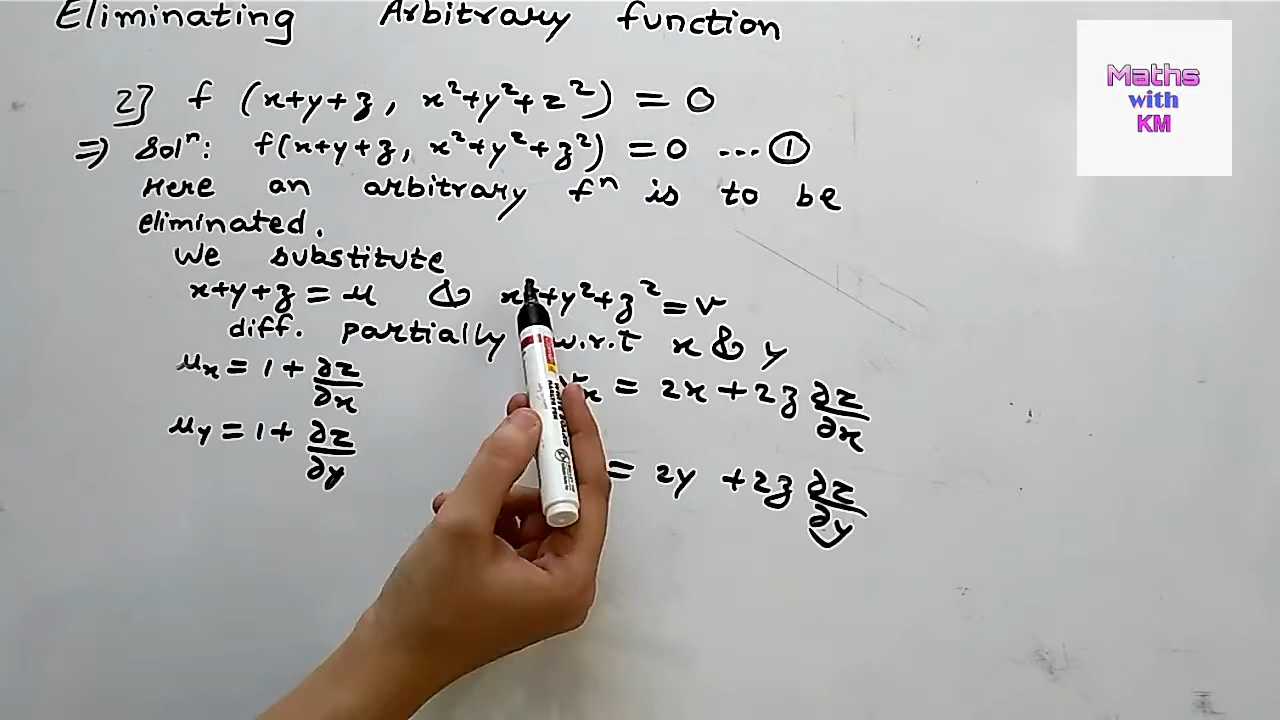 Eliminating Arbitrary function
Maths
with
KM
2] f (x+y+z, x²+y²+z²) = 0
=> Solⁿ: f(x+y+z, x²+y²+z²) = 0 ... ①
Here an arbitrary fⁿ is to be
eliminated.
We substitute
x+y+z = u & x²+y²+z² = v
diff. partially w.r.t x & y
u_x = 1 + ∂z/∂x
v_x = 2x + 2z ∂z/∂x
u_y = 1 + ∂z/∂y
= 2y + 2z ∂z/∂y